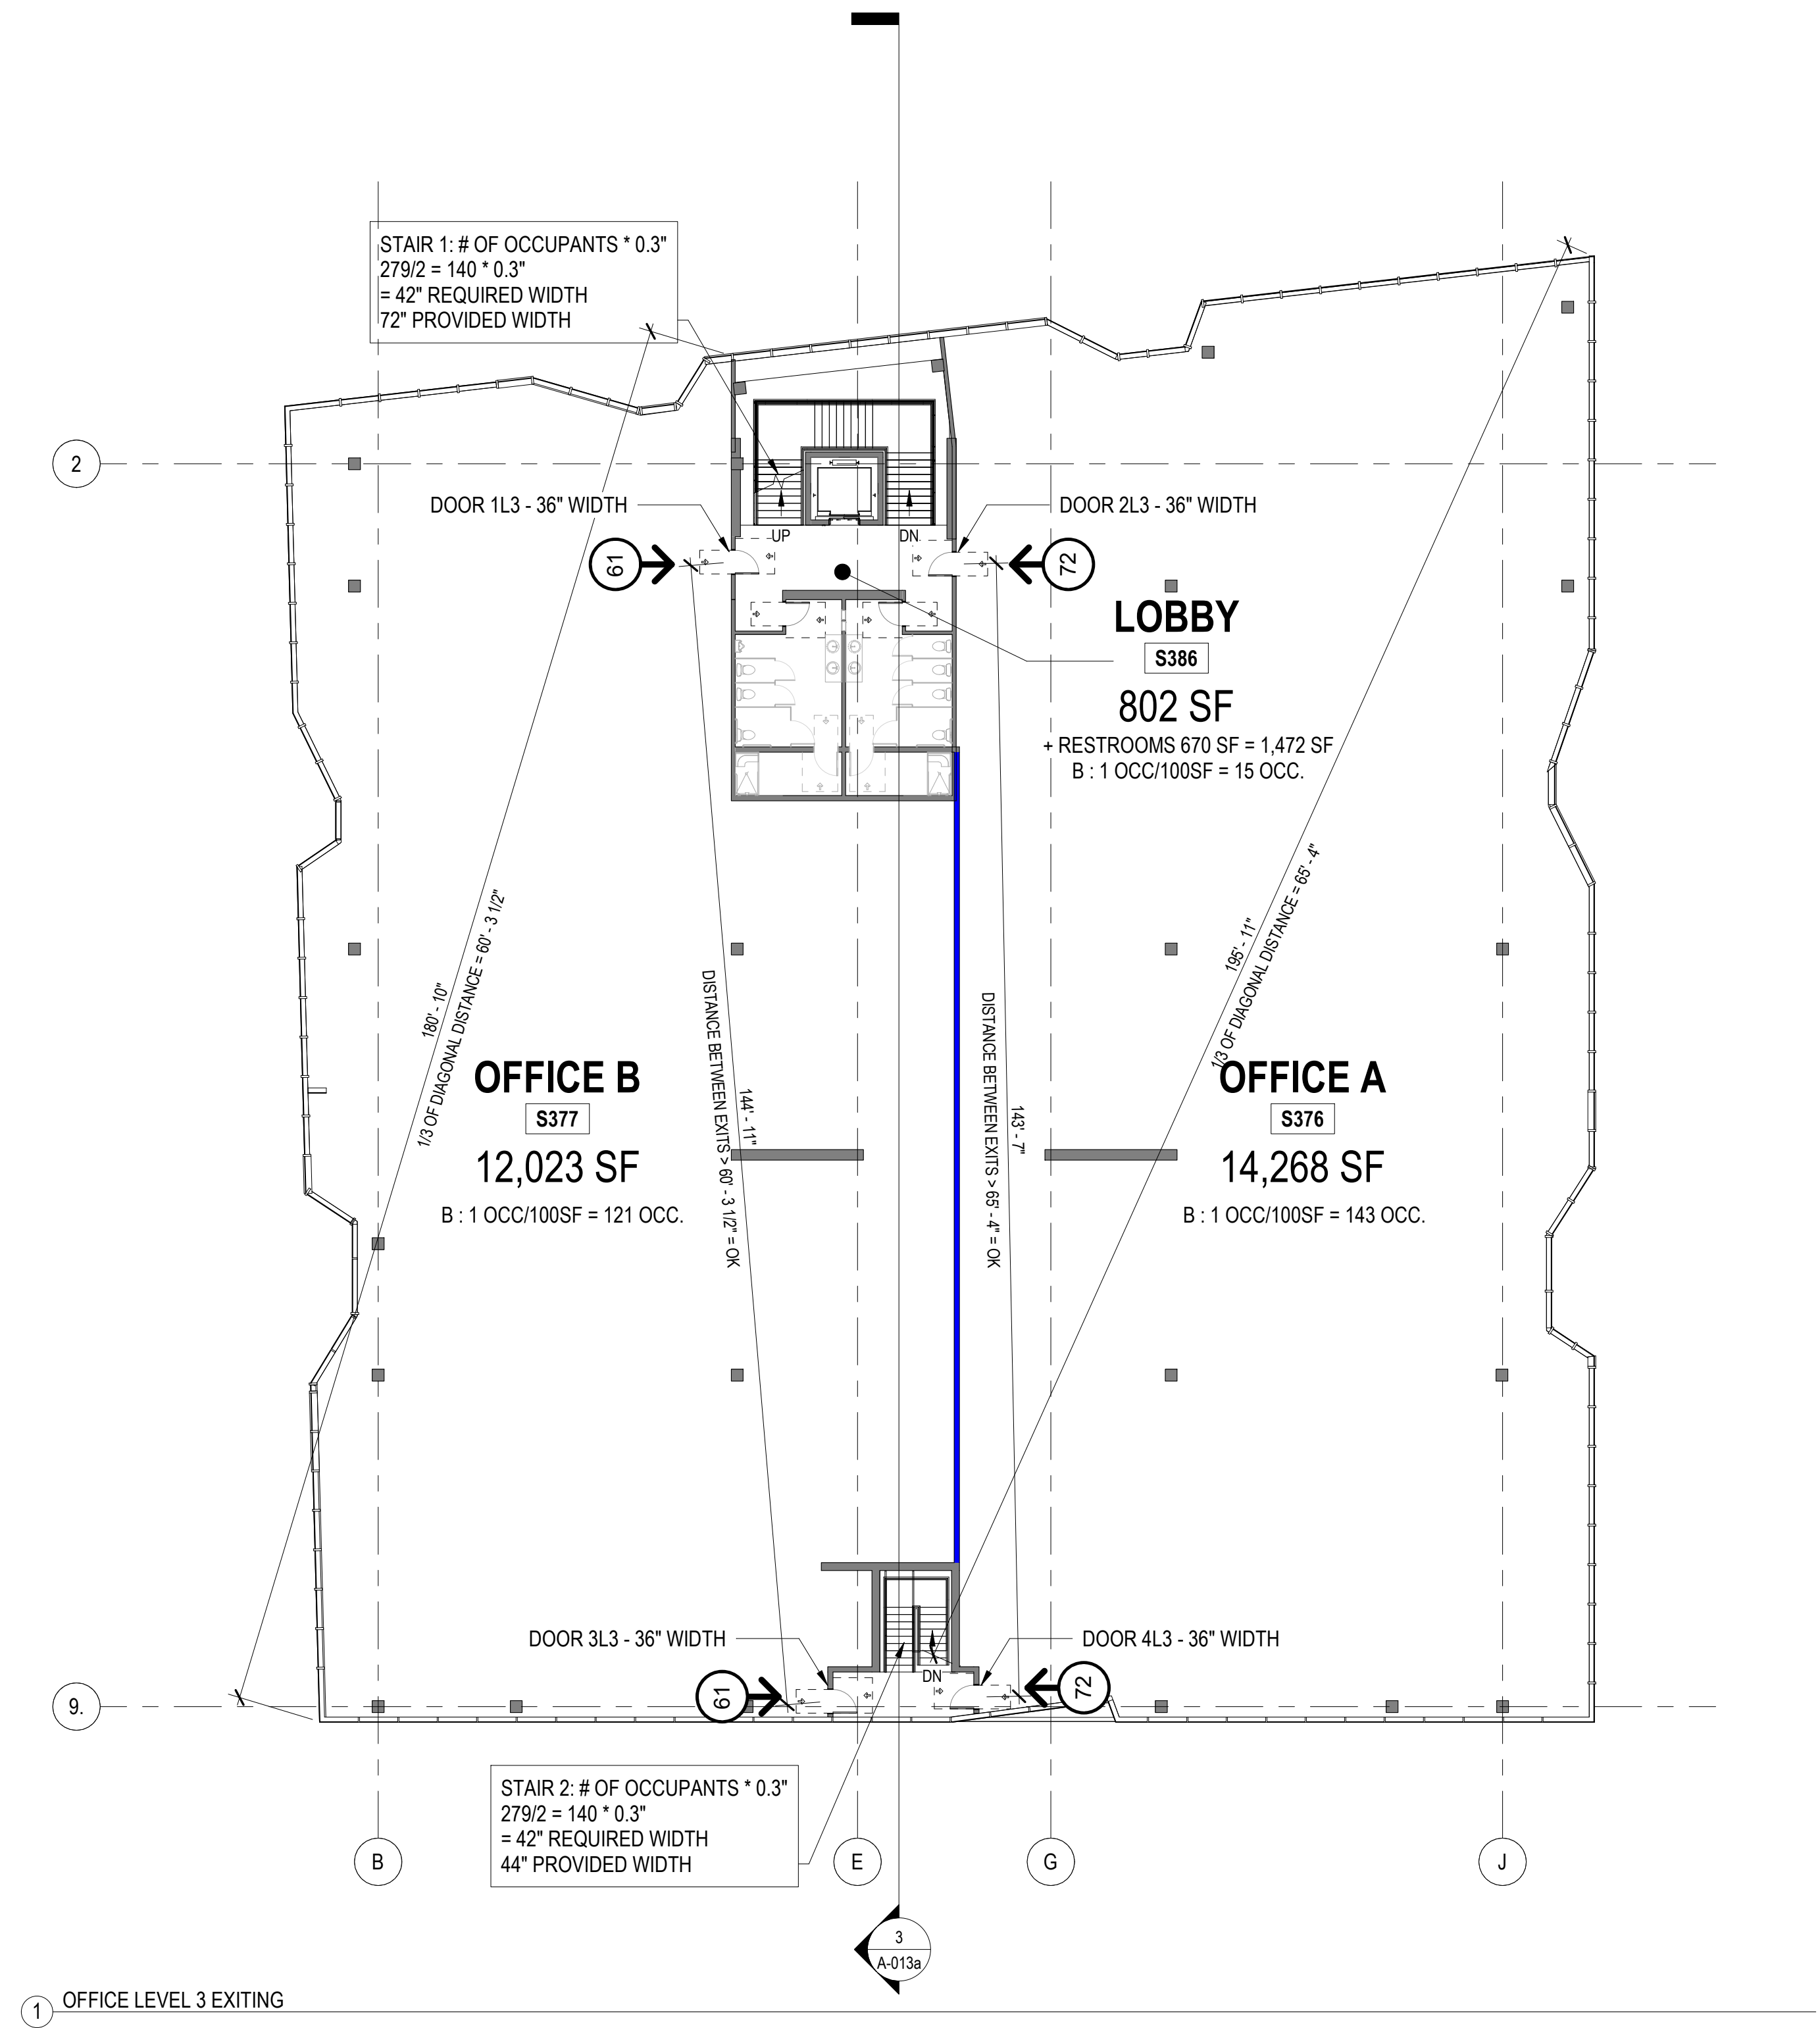 STAIR 1: # OF OCCUPANTS * 0.3"
279/2 = 140 * 0.3"
= 42" REQUIRED WIDTH
72" PROVIDED WIDTH
2
DOOR 1L3 - 36" WIDTH
DOOR 2L3 - 36" WIDTH
UP
DN
61
72
LOBBY
S386
802 SF
+ RESTROOMS 670 SF = 1,472 SF
B : 1 OCC/100SF = 15 OCC.
180' - 10"
1/3 OF DIAGONAL DISTANCE = 60' - 3 1/2"
195' - 11"
1/3 OF DIAGONAL DISTANCE = 65' - 4"
144' - 11"
DISTANCE BETWEEN EXITS > 60' - 3 1/2" = OK
143' - 7"
DISTANCE BETWEEN EXITS > 65' - 4" = OK
OFFICE B
S377
12,023 SF
B : 1 OCC/100SF = 121 OCC.
OFFICE A
S376
14,268 SF
B : 1 OCC/100SF = 143 OCC.
DOOR 3L3 - 36" WIDTH
DOOR 4L3 - 36" WIDTH
DN
61
72
9.
STAIR 2: # OF OCCUPANTS * 0.3"
279/2 = 140 * 0.3"
= 42" REQUIRED WIDTH
44" PROVIDED WIDTH
B
E
G
J
3
A-013a
1
OFFICE LEVEL 3 EXITING